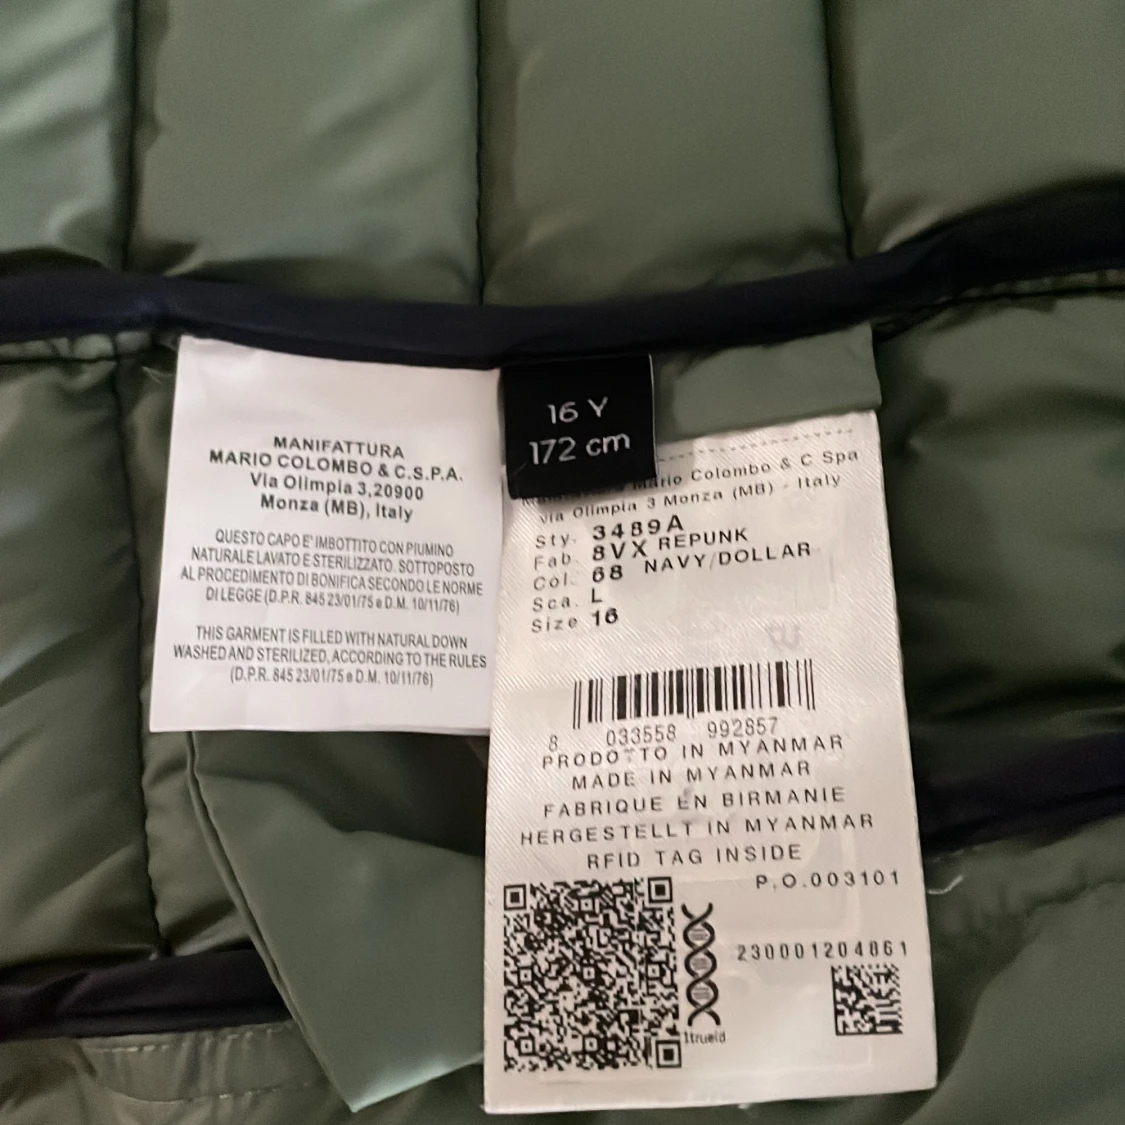 MANIFATTURA
MARIO COLOMBO & C.S.P.A.
Via Olimpia 3,20900
Monza (MB), Italy
QUESTO CAPO E' IMBOTTITO CON PIUMINO
NATURALE LAVATO E STERILIZZATO. SOTTOPOSTO
AL PROCEDIMENTO DI BONIFICA SECONDO LE NORME
DI LEGGE (D.P.R. 845 23/01/75 e D.M. 10/11/76)
THIS GARMENT IS FILLED WITH NATURAL DOWN
WASHED AND STERILIZED, ACCORDING TO THE RULES
(D.P.R. 845 23/01/75 e D.M. 10/11/76)
16 Y
172 cm
Mario Colombo & C Spa
via Olimpia 3 Monza (MB) - Italy
Sty. 3489A
Fab. 8VX REPUNK
Col. 68 NAVY/DOLLAR
Sca. L
Size 16
8 033558 992857
PRODOTTO IN MYANMAR
MADE IN MYANMAR
FABRIQUE EN BIRMANIE
HERGESTELLT IN MYANMAR
RFID TAG INSIDE
P.O.003101
230001204861
1trueid